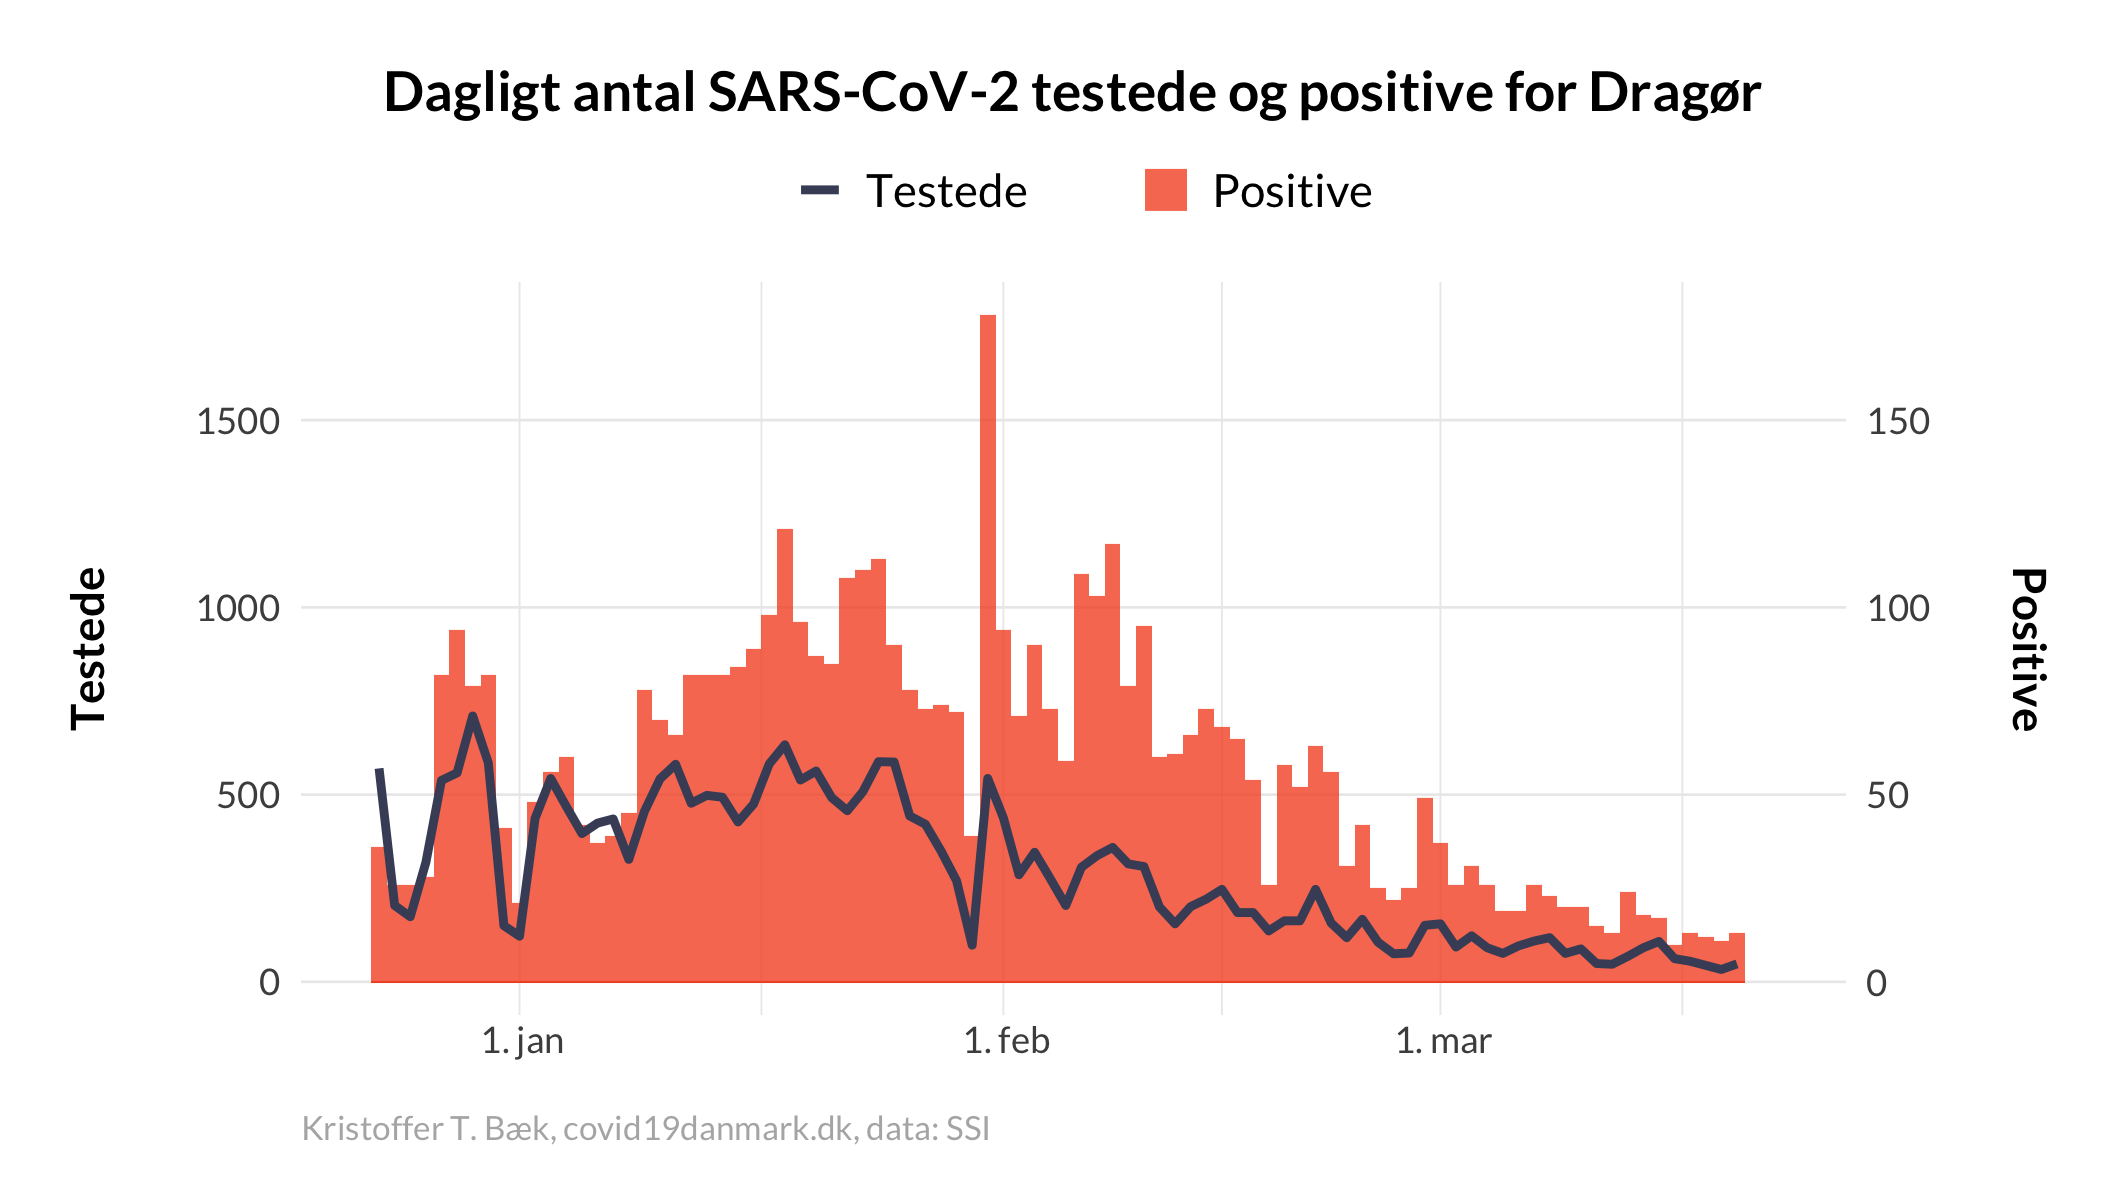 Dagligt antal SARS-CoV-2 testede og positive for Dragør
Testede
Positive
1500
1000
500
0
150
100
50
0
Testede
Positive
1. jan
1. feb
1. mar
Kristoffer T. Bæk, covid19danmark.dk, data: SSI